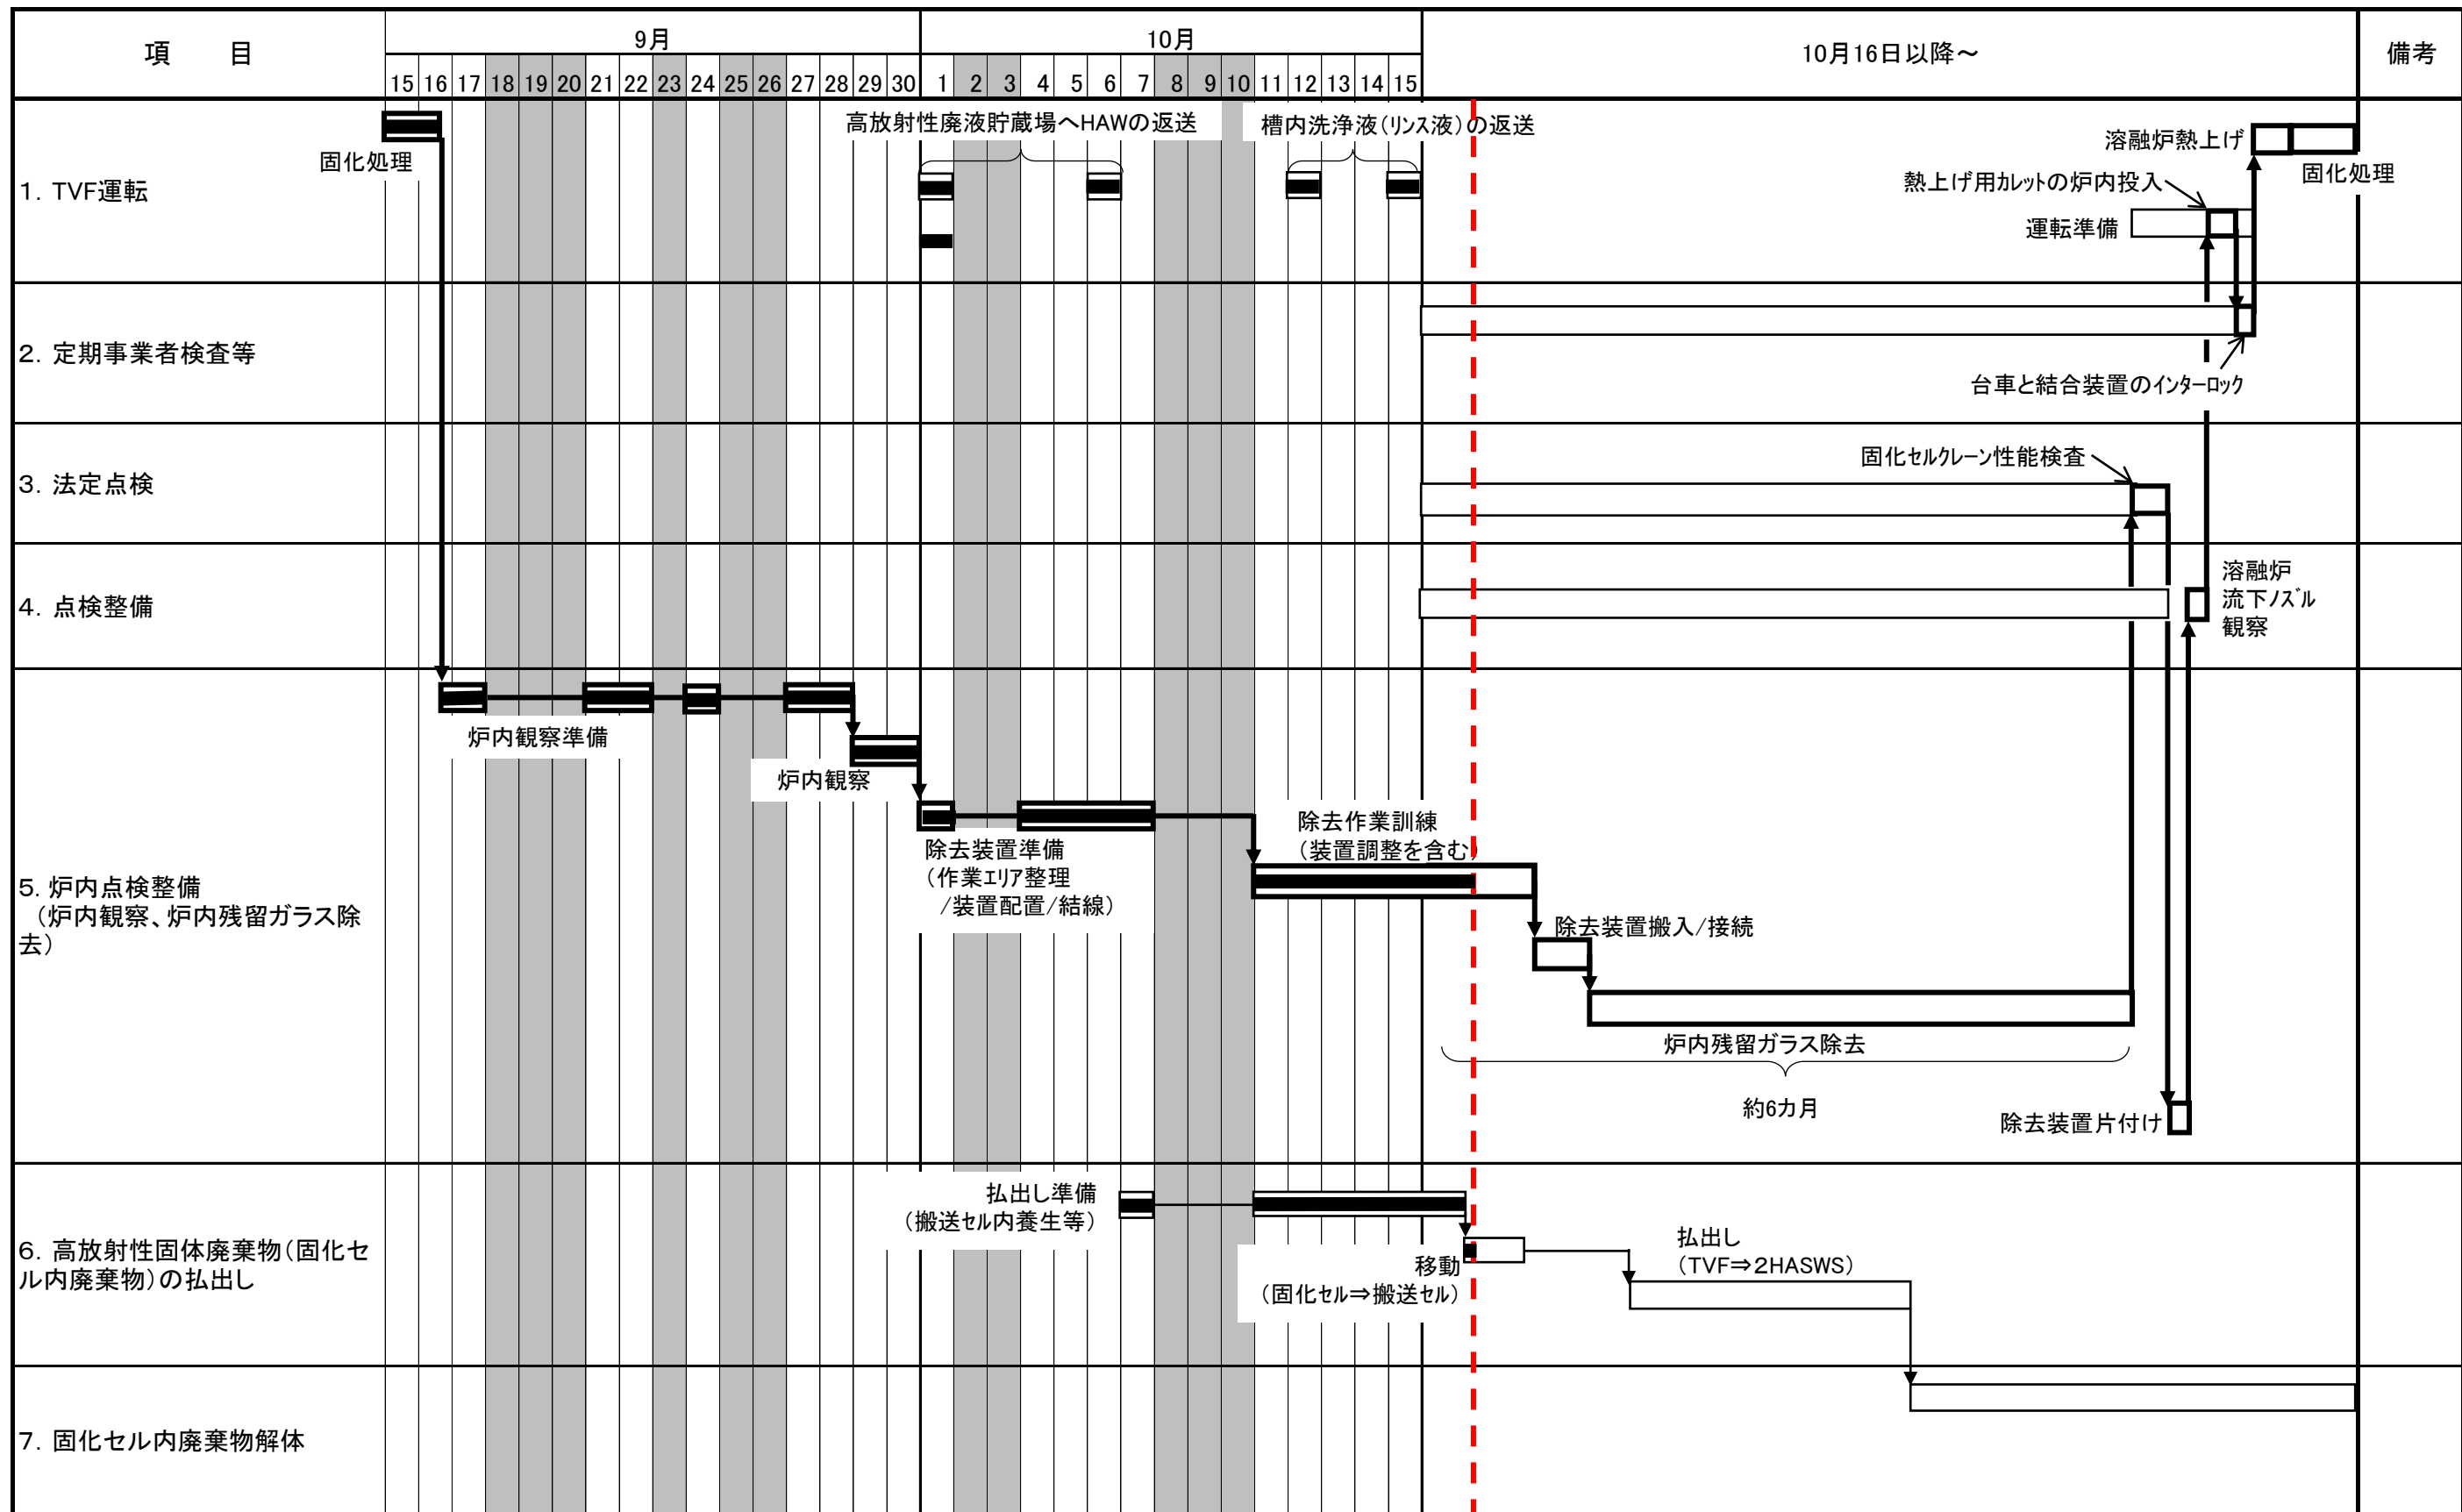 項　目
9月
10月
10月16日以降～
備考
15 16 17 18 19 20 21 22 23 24 25 26 27 28 29 30 1 2 3 4 5 6 7 8 9 10 11 12 13 14 15
1．TVF運転
固化処理
高放射性廃液貯蔵場へHAWの返送
槽内洗浄液（リンス液）の返送
溶融炉熱上げ
固化処理
熱上げ用カレットの炉内投入
運転準備
2．定期事業者検査等
台車と結合装置のインターロック
3．法定点検
固化セルクレーン性能検査
4．点検整備
溶融炉
流下ノズル
観察
5．炉内点検整備
（炉内観察、炉内残留ガラス除
去）
炉内観察準備
炉内観察
除去装置準備
（作業エリア整理
/装置配置/結線）
除去作業訓練
（装置調整を含む）
除去装置搬入/接続
炉内残留ガラス除去
約6カ月
除去装置片付け
6．高放射性固体廃棄物（固化セ
ル内廃棄物）の払出し
払出し準備
（搬送セル内養生等）
移動
（固化セル⇒搬送セル）
払出し
（TVF⇒2HASWS）
7．固化セル内廃棄物解体